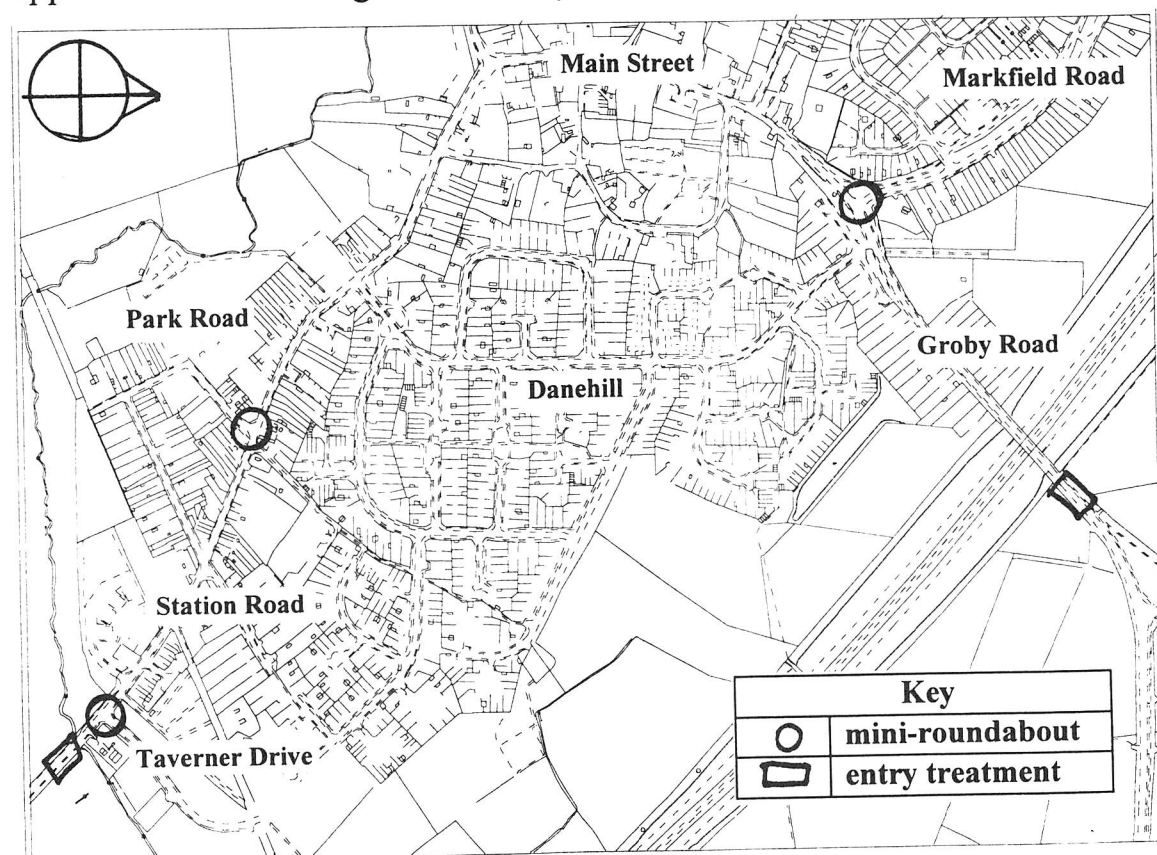 Main Street
Markfield Road
Park Road
Groby Road
Danehill
Station Road
Taverner Drive
Key
mini-roundabout
entry treatment